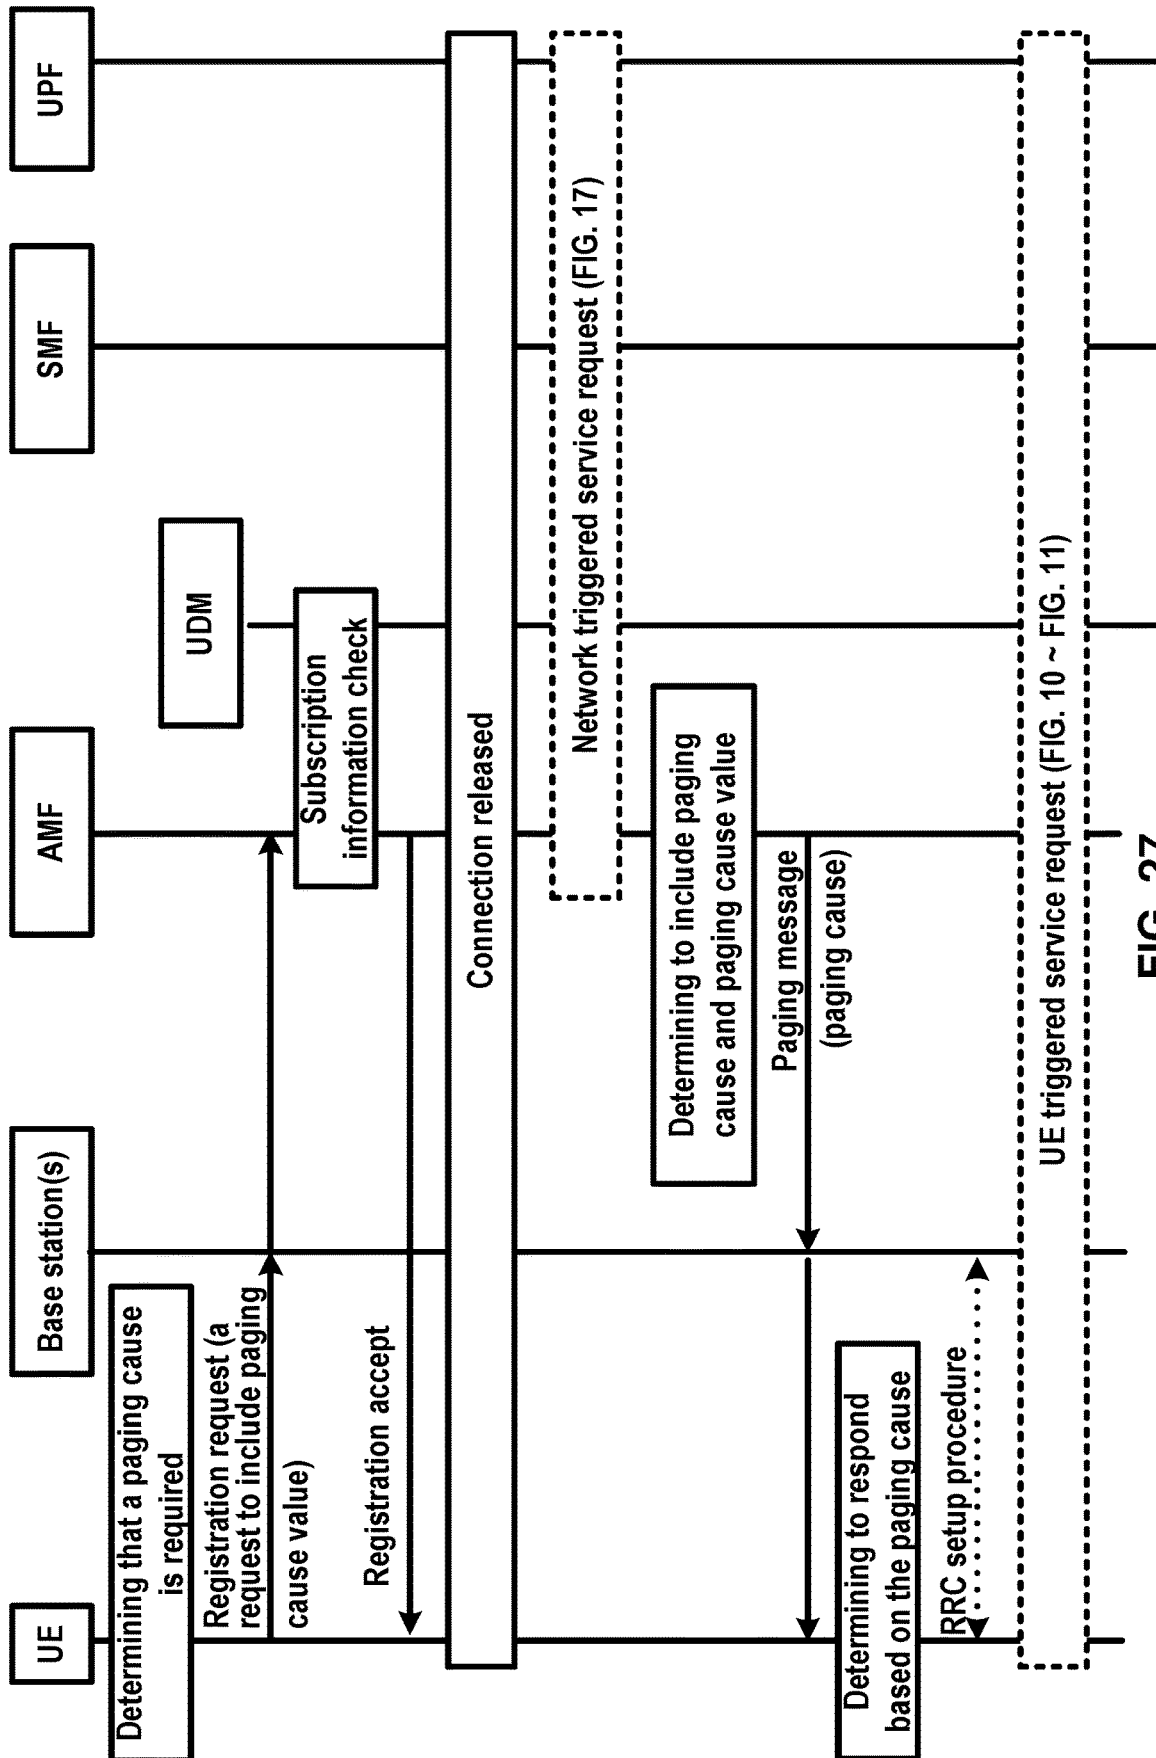 UE
Base station(s)
AMF
UDM
SMF
UPF
Determining that a paging cause
is required
Registration request (a
request to include paging
cause value)
Subscription
information check
Registration accept
Connection released
Network triggered service request (FIG. 17)
Determining to include paging
cause and paging cause value
Paging message
(paging cause)
Determining to respond
based on the paging cause
RRC setup procedure
UE triggered service request (FIG. 10 ~ FIG. 11)
FIG. 27